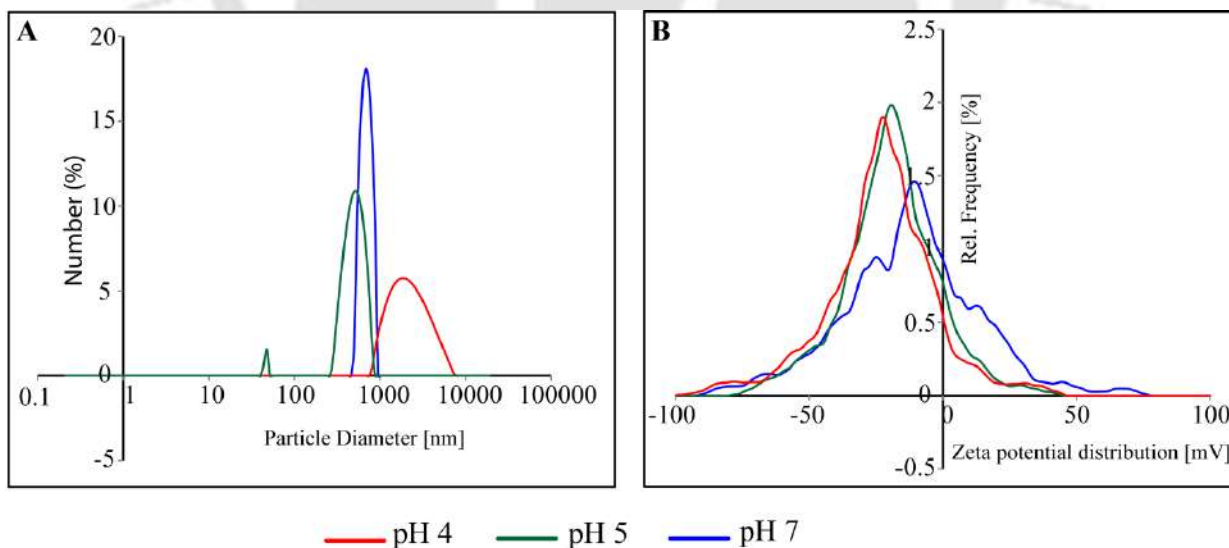 A
20
15
10
5
0
-5
Number (%)
0.1 1 10 100 1000 10000 100000
Particle Diameter [nm]
B
2.5
2
.5
1
0.5
0
-0.5
Rel. Frequency [%]
-100 -50 0 50 100
Zeta potential distribution [mV]
pH 4 pH 5 pH 7